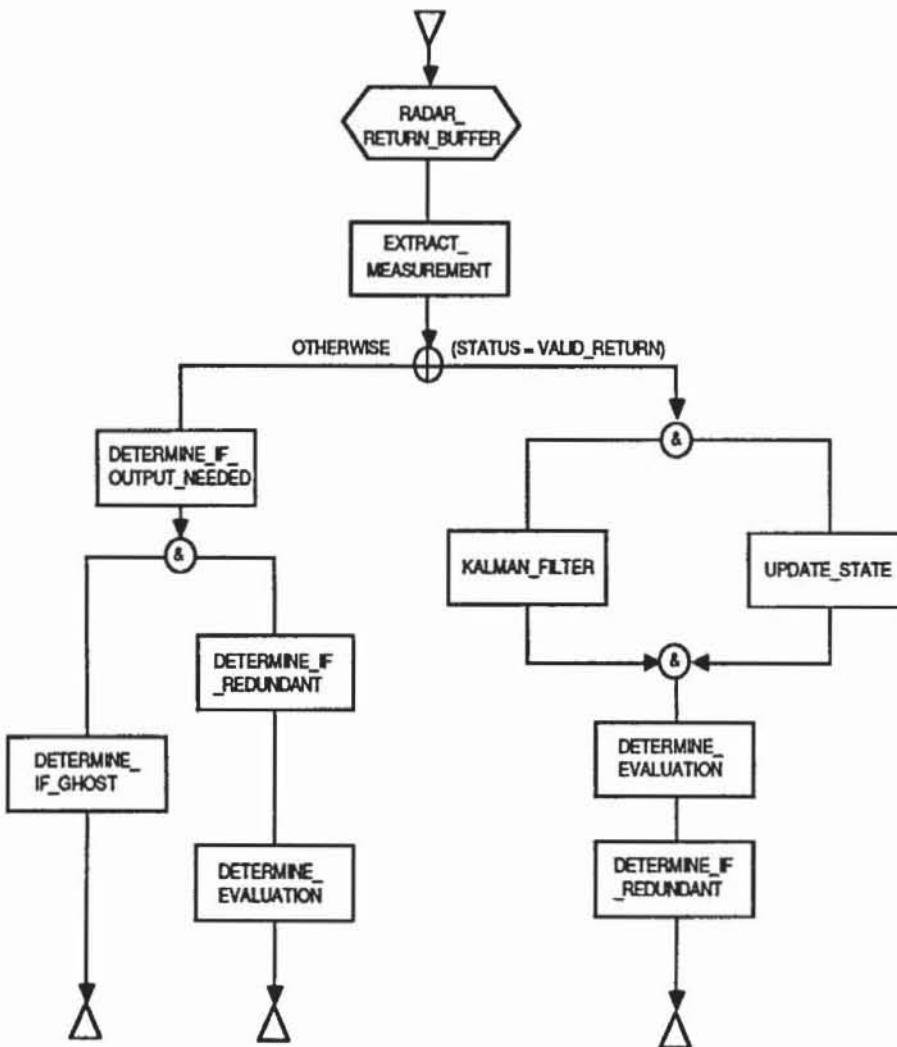 RADAR_
RETURN_BUFFER
EXTRACT_
MEASUREMENT
OTHERWISE
(STATUS = VALID_RETURN)
DETERMINE_IF_
OUTPUT_NEEDED
&
&
KALMAN_FILTER
UPDATE_STATE
DETERMINE_IF
_REDUNDANT
&
DETERMINE_
IF_GHOST
DETERMINE_
EVALUATION
DETERMINE_
EVALUATION
DETERMINE_IF
_REDUNDANT